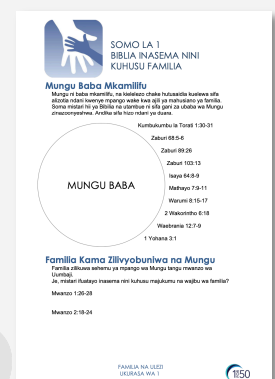 SOMO LA 1
BIBLIA INASEMA NINI
KUHUSU FAMILIA
Mungu Baba Mkamilifu
Mungu ni baba mkamilifu, na kielelezo chake hutusaidia kuelewa sifa
alizotia ndani kwenye mpango wake kwa ajili ya mahusiano ya familia.
Soma mistari hii ya Biblia na utambue ni sifa gani za ubaba wa Mungu
zinazoonyeshwa. Andika sifa hizo ndani ya duara.
Kumbukumbu la Torati 1:30-31
Zaburi 68:5-6
Zaburi 89:26
Zaburi 103:13
Isaya 64:8-9
MUNGU BABA
Mathayo 7:9-11
Warumi 8:15-17
2 Wakorintho 6:18
Waebrania 12:7-9
1 Yohana 3:1
Familia Kama Zilivyobuniwa na Mungu
Familia zilikuwa sehemu ya mpango wa Mungu tangu mwanzo wa
Uumbaji.
Je, mistari ifuatayo inasema nini kuhusu majukumu na wajibu wa familia?
Mwanzo 1:26-28
Mwanzo 2:18-24
FAMILIA NA ULEZI
UKURASA WA 1